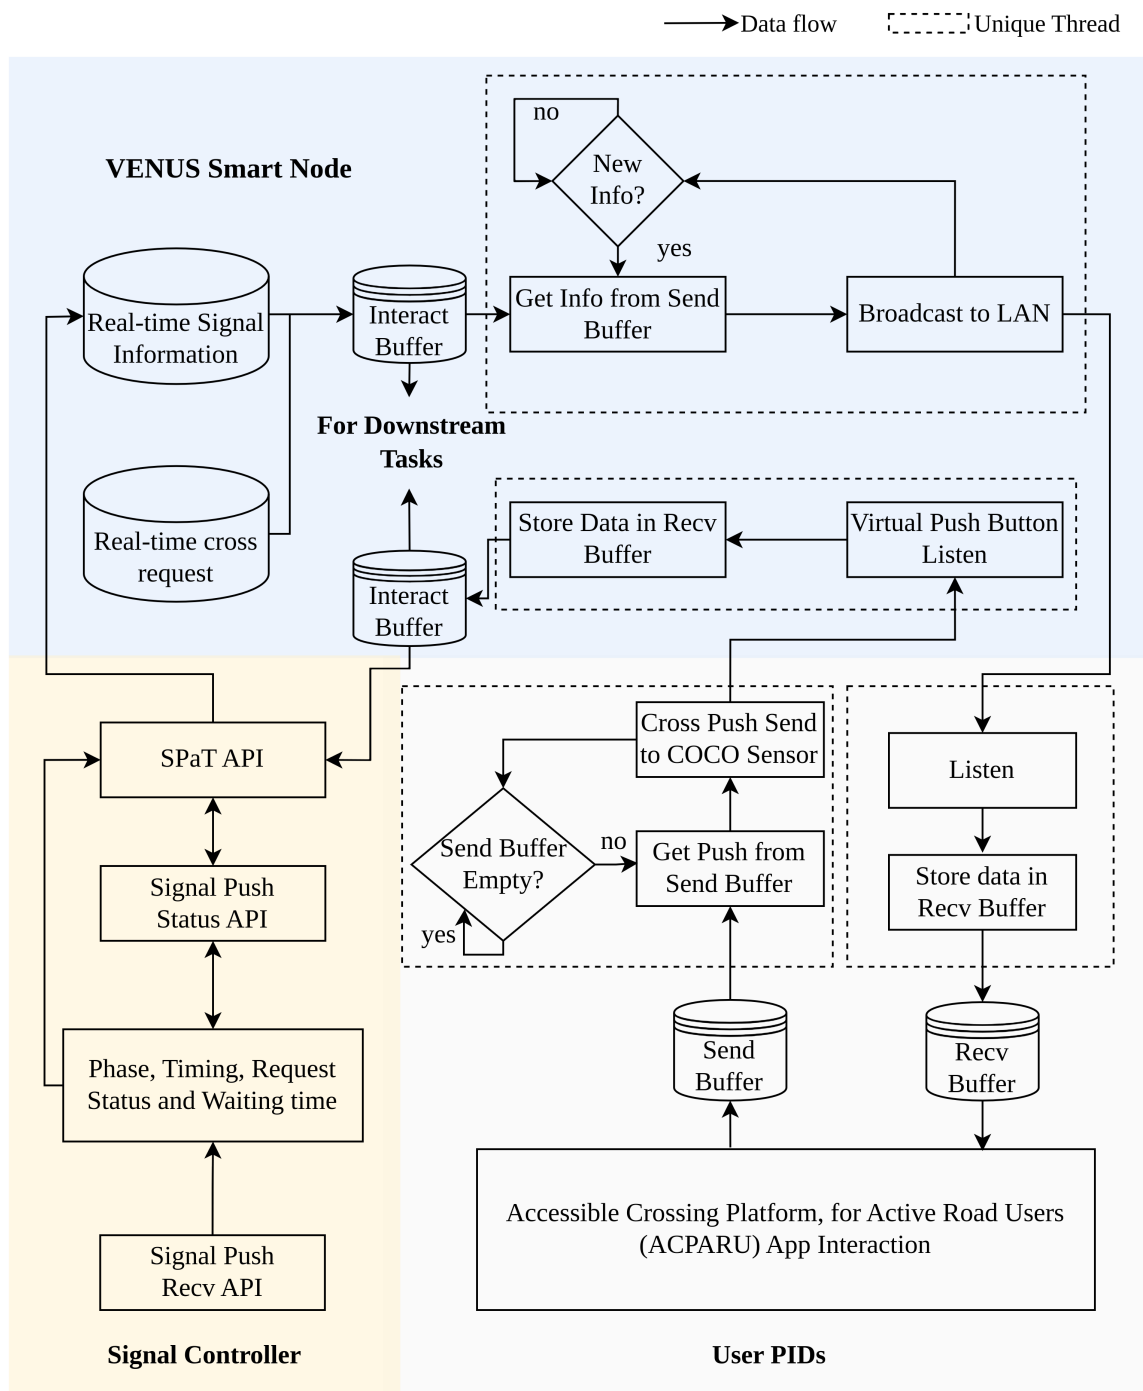 Data flow
Unique Thread
no
VENUS Smart Node
New
Info?
yes
Real-time Signal
Information
Interact
Buffer
Get Info from Send
Buffer
Broadcast to LAN
For Downstream
Tasks
Real-time cross
request
Interact
Buffer
Store Data in Recv
Buffer
Virtual Push Button
Listen
SPaT API
Signal Push
Status API
Phase, Timing, Request
Status and Waiting time
Signal Push
Recv API
Signal Controller
Cross Push Send
to COCO Sensor
Send Buffer
Empty?
no
yes
Get Push from
Send Buffer
Listen
Store data in
Recv Buffer
Send
Buffer
Recv
Buffer
Accessible Crossing Platform, for Active Road Users
(ACPARU) App Interaction
User PIDs